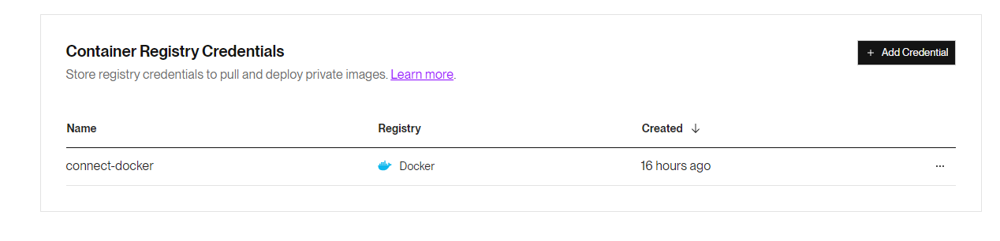 Container Registry Credentials
+ Add Credential
Store registry credentials to pull and deploy private images. Learn more.
Name Registry Created ↓
connect-docker Docker 16 hours ago ...